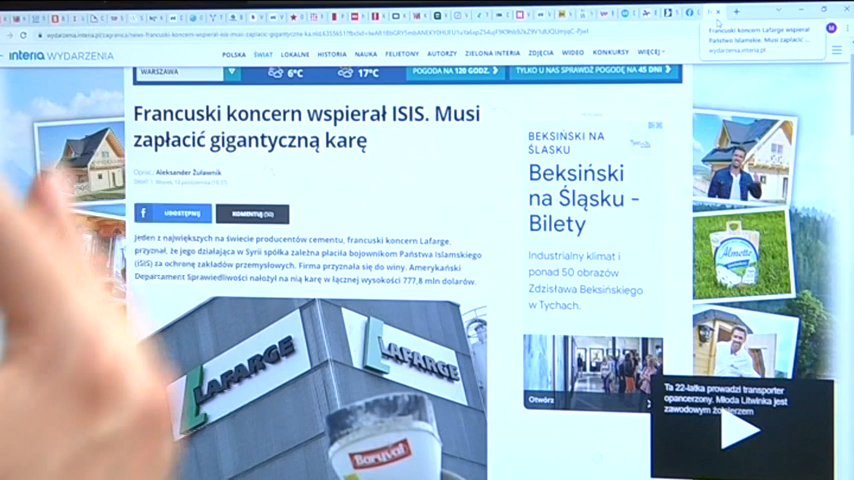 Francuski koncern Lafarge wspierał
Państwo Islamskie. Musi zapłacić ...
wydarzenia.interia.pl
interia WYDARZENIA
POLSKA ŚWIAT LOKALNE HISTORIA NAUKA FELIETONY AUTORZY ZIELONA INTERIA ZDJĘCIA WIDEO KONKURSY WIĘCEJ
WARSZAWA
6°C
17°C
POGODA NA 120 GODZ.
TYLKO U NAS SPRAWDŹ POGODĘ NA 45 DNI
Francuski koncern wspierał ISIS. Musi
zapłacić gigantyczną karę
Oprac. Aleksander Żuławnik
UDOSTĘPNIJ
KOMENTUJ (50)
Jeden z największych na świecie producentów cementu, francuski koncern Lafarge,
przyznał, że jego działająca w Syrii spółka zależna płaciła bojownikom Państwa Islamskiego
(ISIS) za ochronę zakładów przemysłowych. Firma przyznała się do winy. Amerykański
Departament Sprawiedliwości nałożył na nią karę w łącznej wysokości 777,8 mln dolarów.
LAFARGE
LAFARGE
BEKSIŃSKI NA
ŚLASKU
Beksiński
na Śląsku -
Bilety
Industrialny klimat i
ponad 50 obrazów
Zdzisława Beksińskiego
w Tychach.
Otwórz
Almette
Ta 22-latka prowadzi transporter
opancerzony. Młoda Litwinka jest
zawodowym żołnierzem